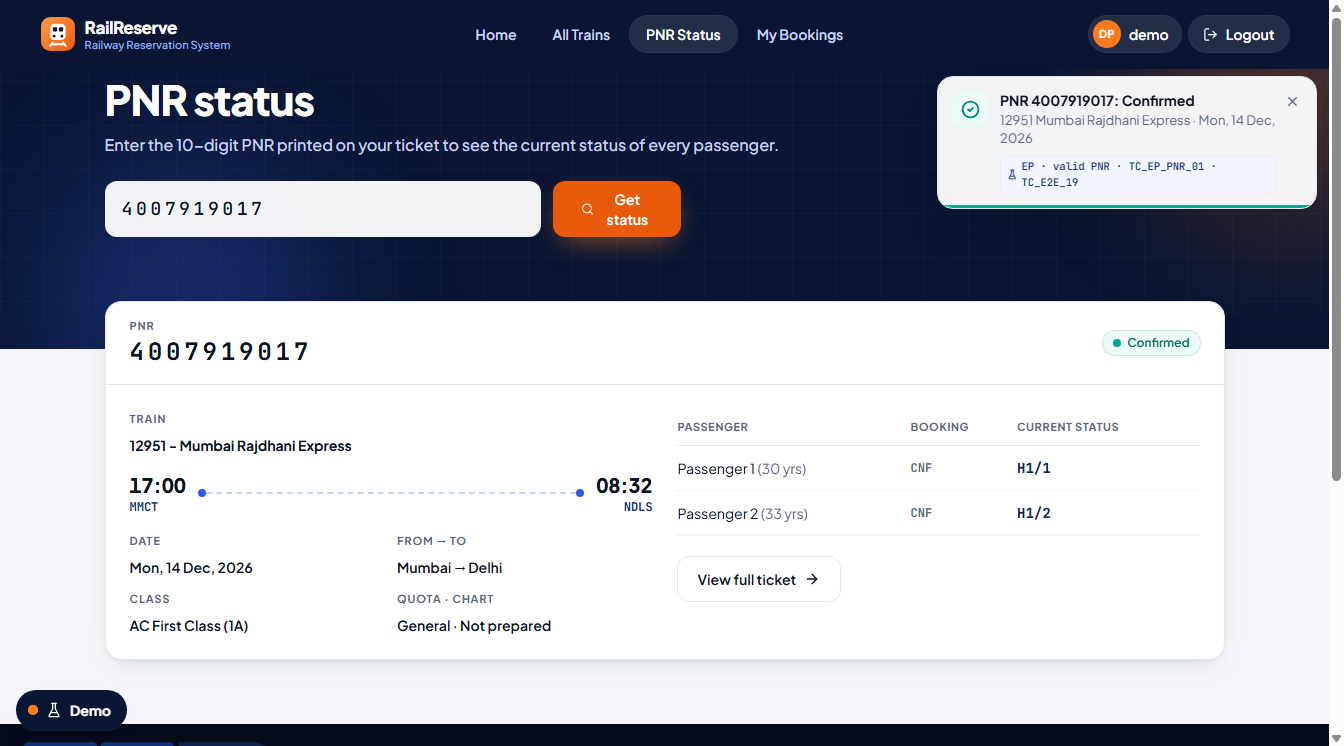 RailReserve
Railway Reservation System
Home
All Trains
PNR Status
My Bookings
DP
demo
Logout
PNR status
Enter the 10-digit PNR printed on your ticket to see the current status of every passenger.
4007919017
Get
status
PNR 4007919017: Confirmed
12951 Mumbai Rajdhani Express · Mon, 14 Dec,
2026
EP · valid PNR · TC_EP_PNR_01 ·
TC_E2E_19
PNR
4007919017
Confirmed
TRAIN
12951 – Mumbai Rajdhani Express
17:00
08:32
MMCT
NDLS
DATE
FROM → TO
Mon, 14 Dec, 2026
Mumbai → Delhi
CLASS
QUOTA · CHART
AC First Class (1A)
General · Not prepared
PASSENGER BOOKING CURRENT STATUS
Passenger 1 (30 yrs) CNF H1/1
Passenger 2 (33 yrs) CNF H1/2
View full ticket →
Demo